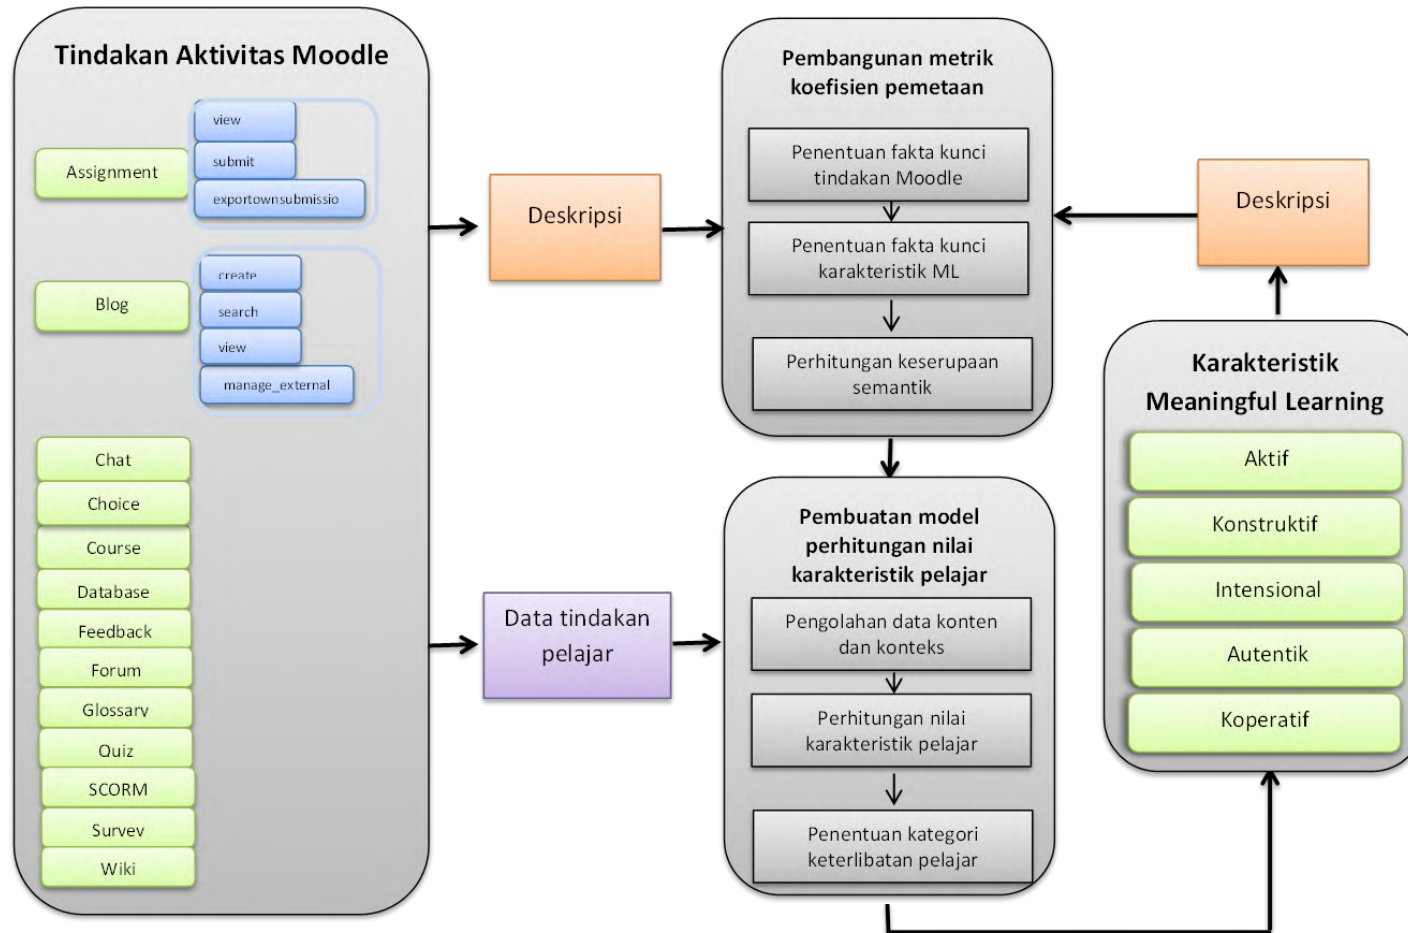 Tindakan Aktivitas Moodle
Assignment
view
submit
exportownsubmissio
Blog
create
search
view
manage_external
Chat
Choice
Course
Database
Feedback
Forum
Glossarv
Quiz
SCORM
Survev
Wiki
Deskripsi
Data tindakan
pelajar
Pembangunan metrik
koefisien pemetaan
Penentuan fakta kunci
tindakan Moodle
Penentuan fakta kunci
karakteristik ML
Perhitungan keserupaan
semantik
Pembuatan model
perhitungan nilai
karakteristik pelajar
Pengolahan data konten
dan konteks
Perhitungan nilai
karakteristik pelajar
Penentuan kategori
keterlibatan pelajar
Deskripsi
Karakteristik
Meaningful Learning
Aktif
Konstruktif
Intensional
Autentik
Koperatif